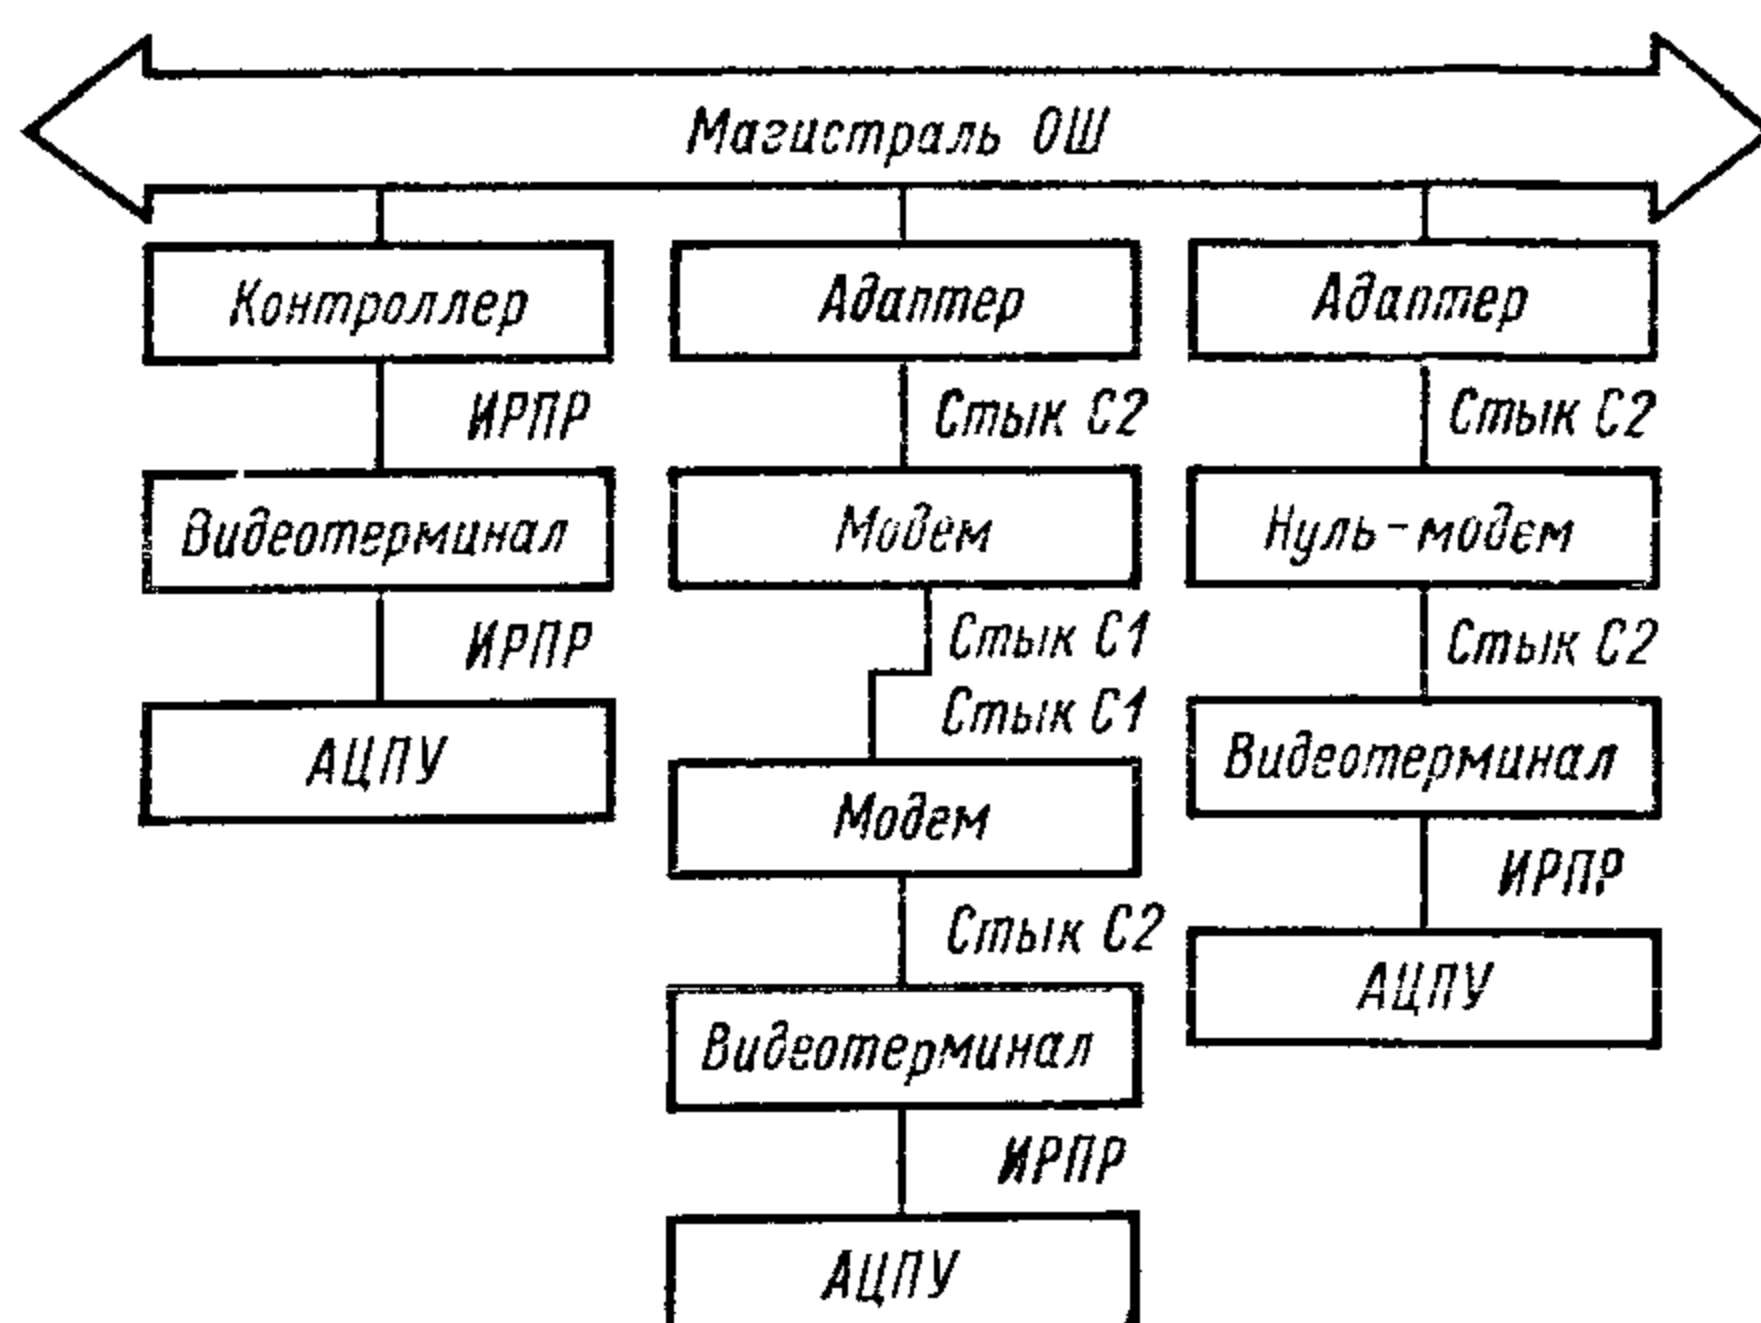 Магистраль ОШ
Контроллер
ИРПР
Видеотерминал
ИРПР
АЦПУ
Адаптер
Стык С2
Модем
Стык С1
Стык С1
Модем
Стык С2
Видеотерминал
ИРПР
АЦПУ
Адаптер
Стык С2
Нуль-модем
Стык С2
Видеотерминал
ИРПР
АЦПУ